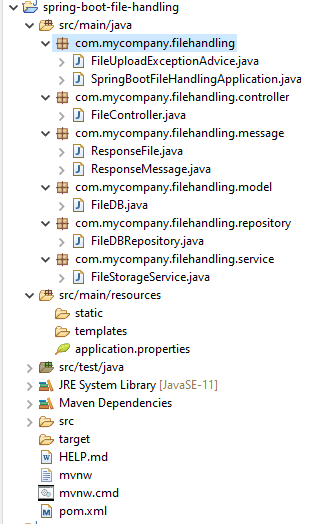 spring-boot-file-handling
src/main/java
com.mycompany.filehandling
FileUploadExceptionAdvice.java
SpringBootFileHandlingApplication.java
com.mycompany.filehandling.controller
FileController.java
com.mycompany.filehandling.message
ResponseFile.java
ResponseMessage.java
com.mycompany.filehandling.model
FileDB.java
com.mycompany.filehandling.repository
FileDBRepository.java
com.mycompany.filehandling.service
FileStorageService.java
src/main/resources
static
templates
application.properties
src/test/java
JRE System Library [JavaSE-11]
Maven Dependencies
src
target
HELP.md
mvnw
mvnw.cmd
pom.xml